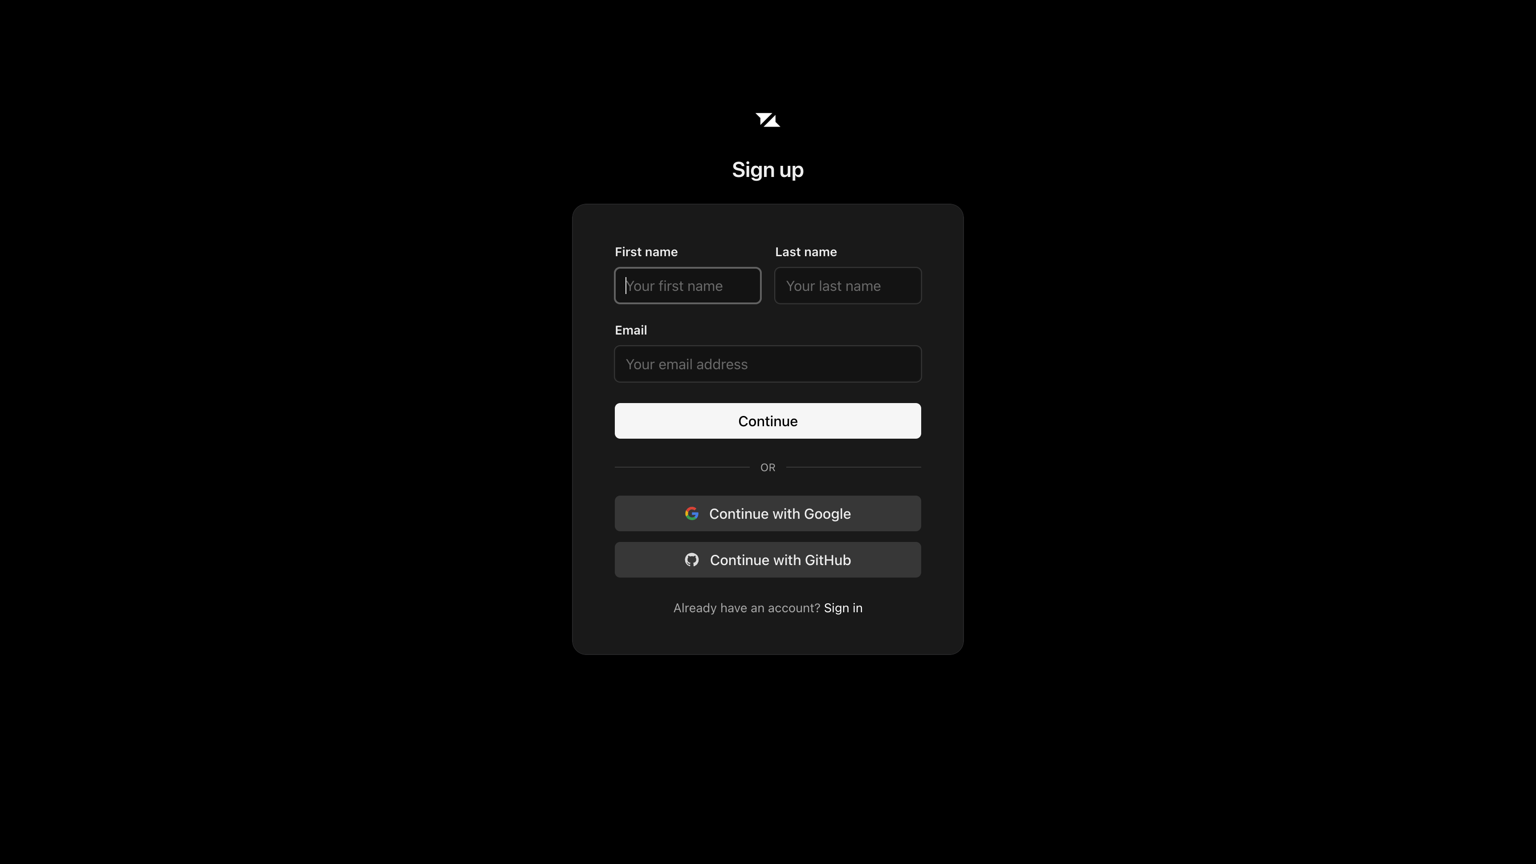 Sign up
First name
Last name
Your first name
Your last name
Email
Your email address
Continue
OR
Continue with Google
Continue with GitHub
Already have an account? Sign in